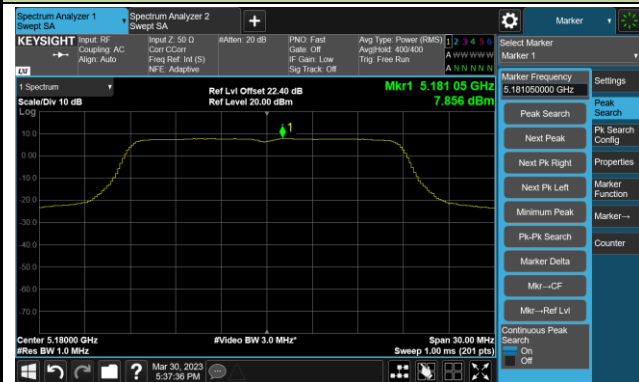 Spectrum Analyzer 1
Swept SA
Spectrum Analyzer 2
Swept SA
+
Marker
KEYSIGHT
Input: RF
Coupling: AC
Align: Auto
Input Z: 50 Ω
Corr CCorr
Freq Ref: Int (S)
NFE: Adaptive
#Atten: 20 dB
PNO: Fast
Gate: Off
IF Gain: Low
Sig Track: Off
Avg Type: Power (RMS)
Avg|Hold: 400/400
Trig: Free Run
1 2 3 4 5 6
A W W W W W
A N N N N N
LXI
Select Marker
Marker 1
1 Spectrum
Scale/Div 10 dB
Log
Ref Lvl Offset 22.40 dB
Ref Level 20.00 dBm
Mkr1 5.181 05 GHz
7.856 dBm
1
10.0
0.00
-10.0
-20.0
-30.0
-40.0
-50.0
-60.0
-70.0
Center 5.18000 GHz
#Res BW 1.0 MHz
#Video BW 3.0 MHz*
Span 30.00 MHz
Sweep 1.00 ms (201 pts)
Marker Frequency
5.181050000 GHz
Peak Search
Next Peak
Next Pk Right
Next Pk Left
Minimum Peak
Pk-Pk Search
Marker Delta
Mkr→CF
Mkr→Ref Lvl
Continuous Peak
Search
On
Off
Settings
Peak
Search
Pk Search
Config
Properties
Marker
Function
Marker→
Counter
?
Mar 30, 2023
5:37:36 PM